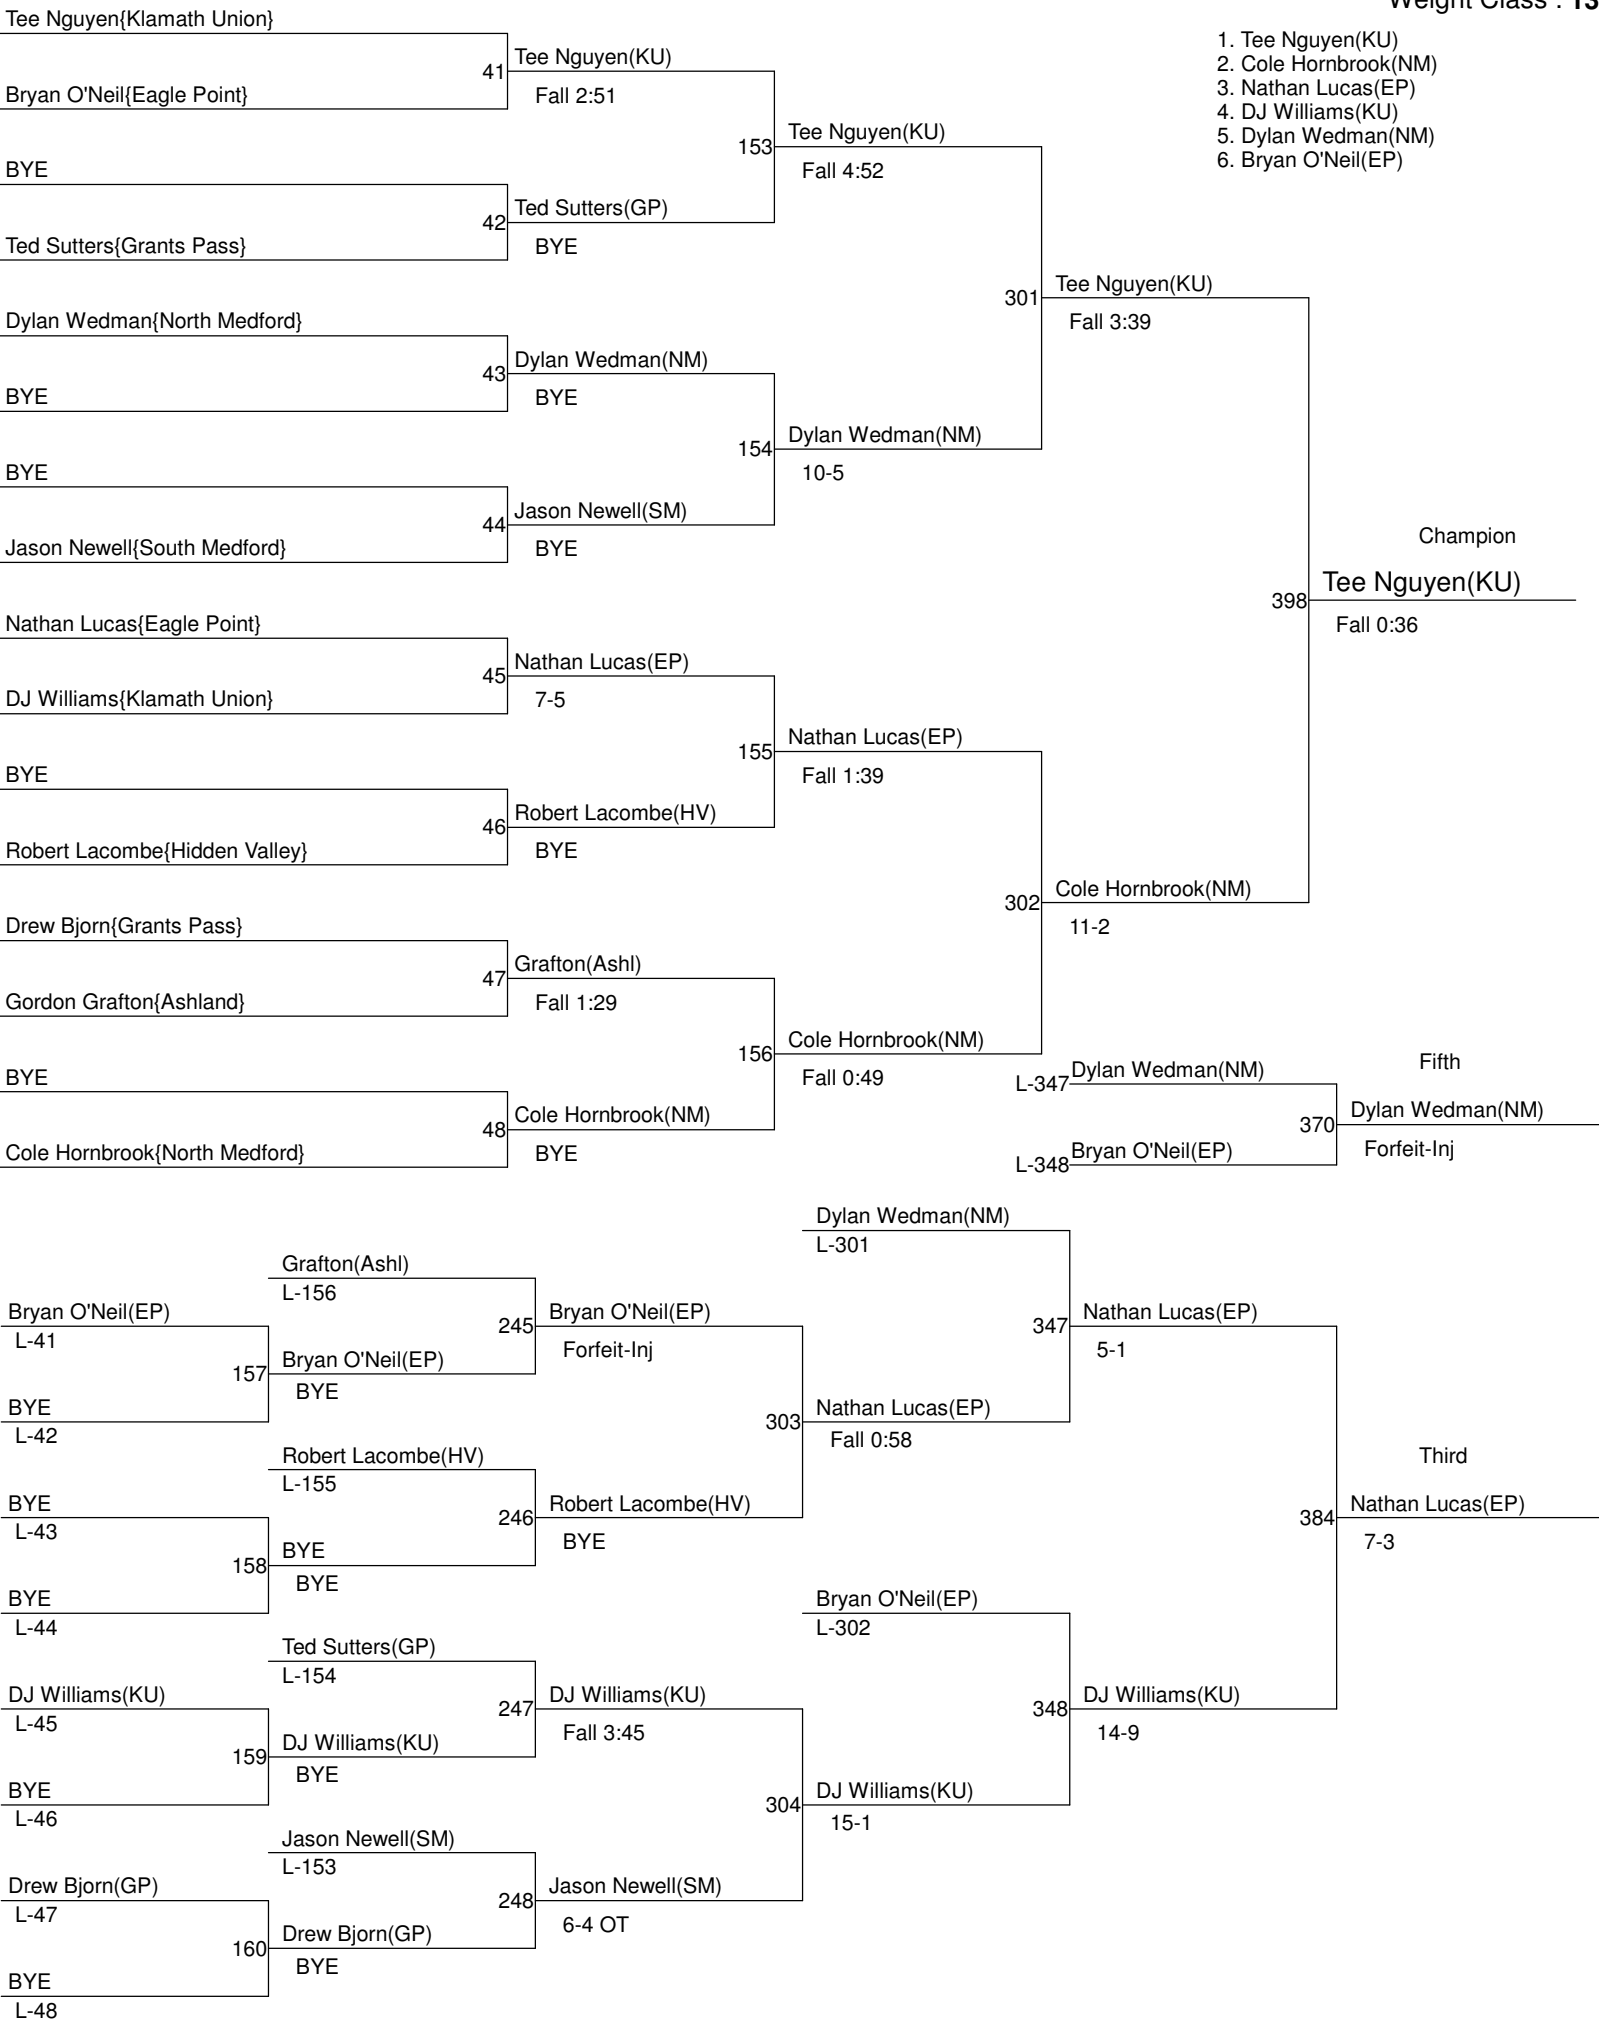 Weight Class : 13
1. Tee Nguyen(KU)
2. Cole Hornbrook(NM)
3. Nathan Lucas(EP)
4. DJ Williams(KU)
5. Dylan Wedman(NM)
6. Bryan O'Neil(EP)
Tee Nguyen{Klamath Union}
Bryan O'Neil{Eagle Point}
BYE
Ted Sutters{Grants Pass}
Dylan Wedman{North Medford}
BYE
BYE
Jason Newell{South Medford}
Nathan Lucas{Eagle Point}
DJ Williams{Klamath Union}
BYE
Robert Lacombe{Hidden Valley}
Drew Bjorn{Grants Pass}
Gordon Grafton{Ashland}
BYE
Cole Hornbrook{North Medford}
41 Tee Nguyen(KU)
Fall 2:51
42 Ted Sutters(GP)
BYE
43 Dylan Wedman(NM)
BYE
44 Jason Newell(SM)
BYE
45 Nathan Lucas(EP)
7-5
46 Robert Lacombe(HV)
BYE
47 Grafton(Ashl)
Fall 1:29
48 Cole Hornbrook(NM)
BYE
153 Tee Nguyen(KU)
Fall 4:52
154 Dylan Wedman(NM)
10-5
155 Nathan Lucas(EP)
Fall 1:39
156 Cole Hornbrook(NM)
Fall 0:49
301 Tee Nguyen(KU)
Fall 3:39
302 Cole Hornbrook(NM)
11-2
Champion
398 Tee Nguyen(KU)
Fall 0:36
L-347 Dylan Wedman(NM)
L-348 Bryan O'Neil(EP)
Fifth
370 Dylan Wedman(NM)
Forfeit-Inj
Bryan O'Neil(EP)
L-41
BYE
L-42
BYE
L-43
BYE
L-44
DJ Williams(KU)
L-45
BYE
L-46
Drew Bjorn(GP)
L-47
BYE
L-48
Grafton(Ashl)
L-156
157 Bryan O'Neil(EP)
BYE
Robert Lacombe(HV)
L-155
158 BYE
BYE
Ted Sutters(GP)
L-154
159 DJ Williams(KU)
BYE
Jason Newell(SM)
L-153
160 Drew Bjorn(GP)
BYE
245 Bryan O'Neil(EP)
Forfeit-Inj
246 Robert Lacombe(HV)
BYE
247 DJ Williams(KU)
Fall 3:45
248 Jason Newell(SM)
6-4 OT
Dylan Wedman(NM)
L-301
303 Nathan Lucas(EP)
Fall 0:58
Bryan O'Neil(EP)
L-302
304 DJ Williams(KU)
15-1
347 Nathan Lucas(EP)
5-1
348 DJ Williams(KU)
14-9
Third
384 Nathan Lucas(EP)
7-3